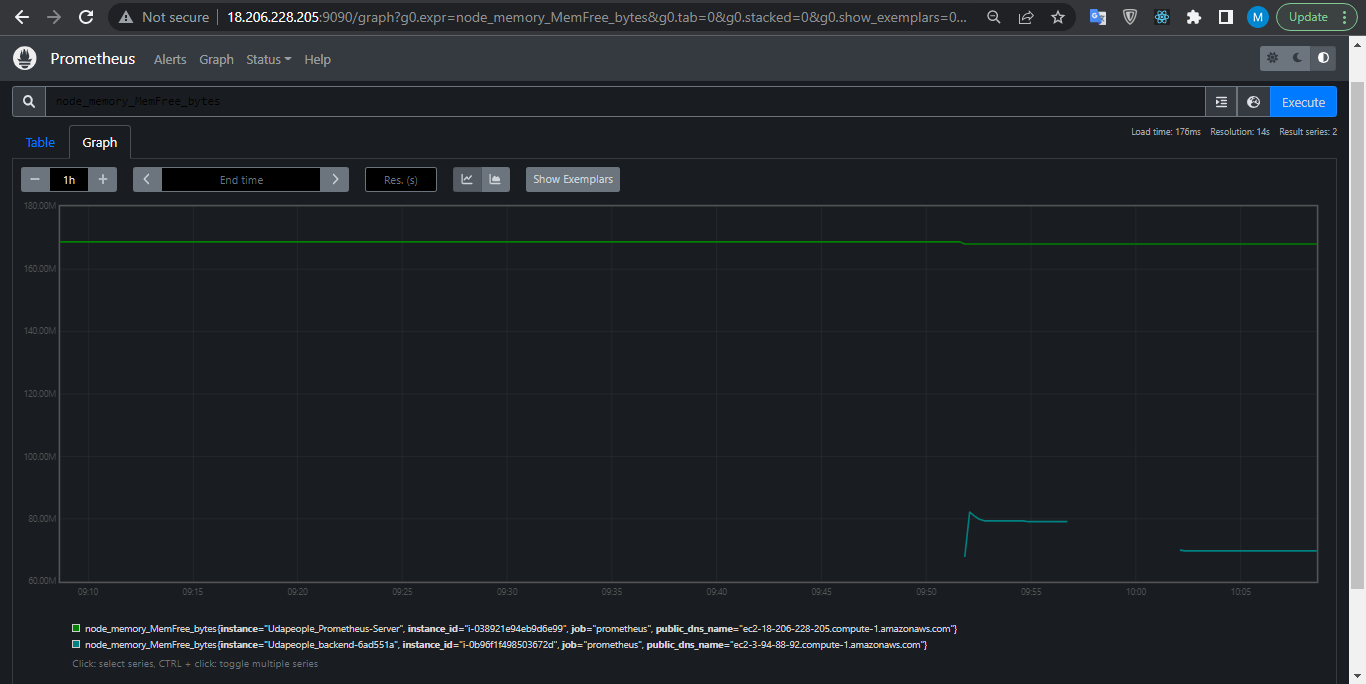 Not secure 18.206.228.205:9090/graph?g0.expr=node_memory_MemFree_bytes&g0.tab=0&g0.stacked=0&g0.show_exemplars=0... M Update
Prometheus Alerts Graph Status Help
node_memory_MemFree_bytes Execute
Table Graph Load time: 176ms Resolution: 14s Result series: 2
− 1h + End time Res. (s) Show Exemplars
180.00M
160.00M
140.00M
120.00M
100.00M
80.00M
60.00M
09:10 09:15 09:20 09:25 09:30 09:35 09:40 09:45 09:50 09:55 10:00 10:05
node_memory_MemFree_bytes{instance="Udapeople_Prometheus-Server", instance_id="i-038921e94eb9d6e99", job="prometheus", public_dns_name="ec2-18-206-228-205.compute-1.amazonaws.com"}
node_memory_MemFree_bytes{instance="Udapeople_backend-6ad551a", instance_id="i-0b96f1f498503672d", job="prometheus", public_dns_name="ec2-3-94-88-92.compute-1.amazonaws.com"}
Click: select series, CTRL + click: toggle multiple series